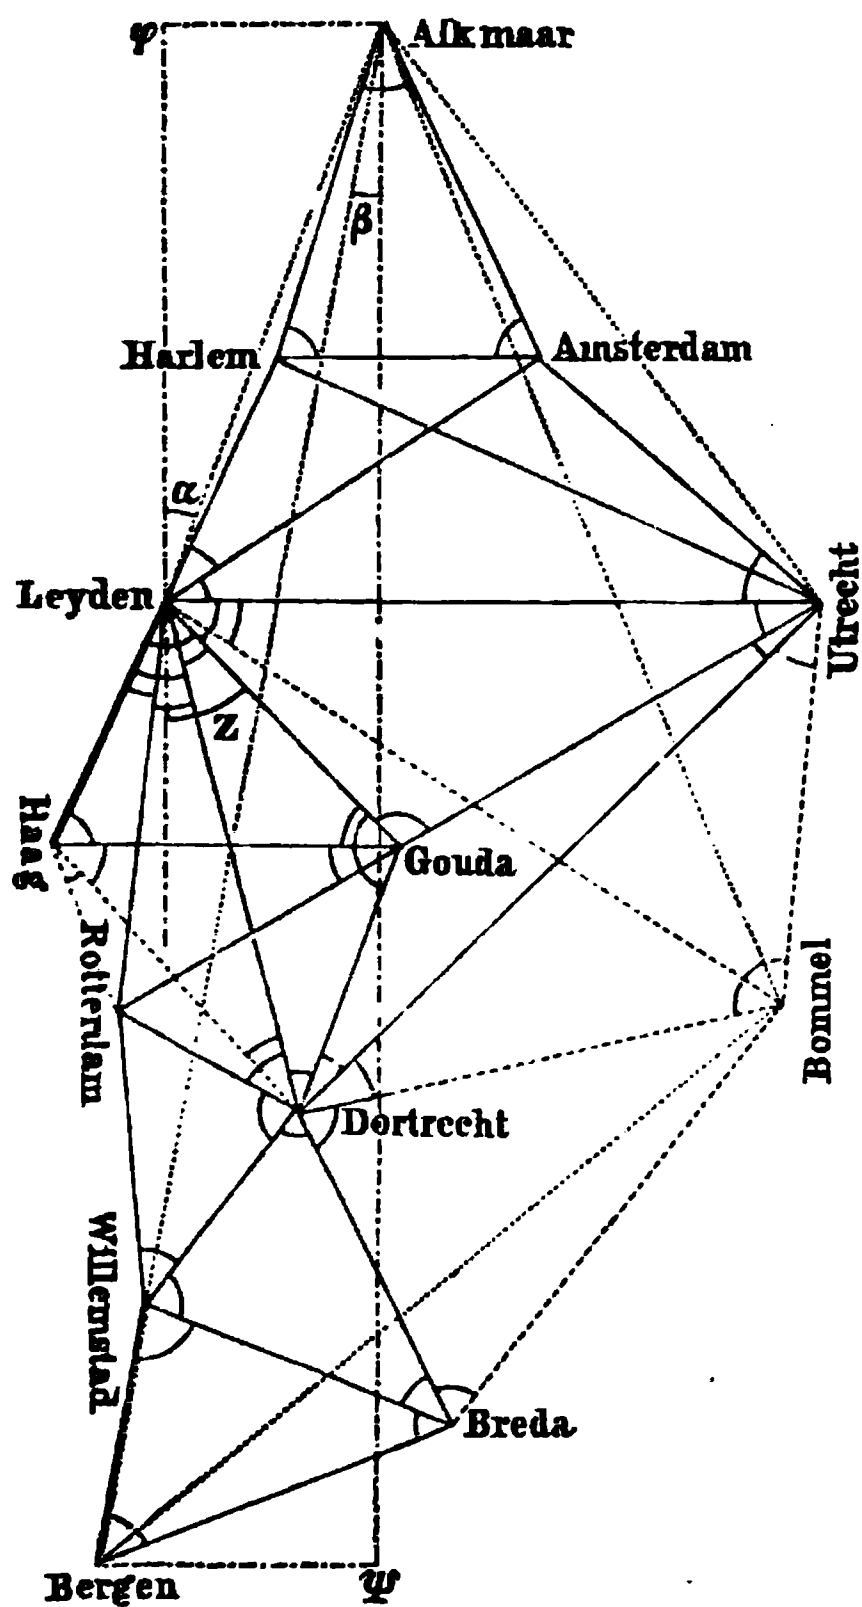 φ
Alkmaar
β
Harlem
Amsterdam
α
Leyden
Utrecht
Z
Haag
Gouda
Rotterdam
Bommel
Dortrecht
Willemstad
Breda
Bergen
Ψ